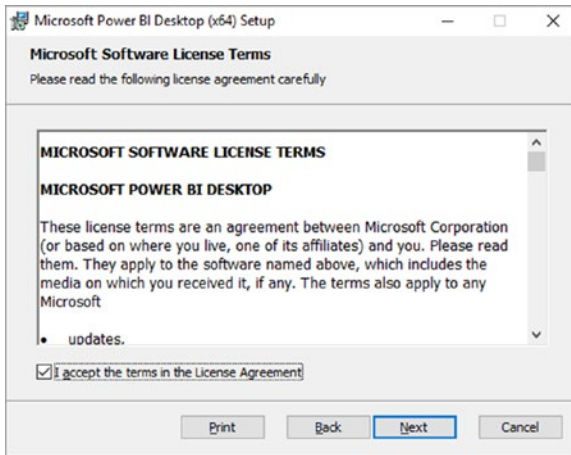 Microsoft Power BI Desktop (x64) Setup
Microsoft Software License Terms
Please read the following license agreement carefully
MICROSOFT SOFTWARE LICENSE TERMS
MICROSOFT POWER BI DESKTOP
These license terms are an agreement between Microsoft Corporation
(or based on where you live, one of its affiliates) and you. Please read
them. They apply to the software named above, which includes the
media on which you received it, if any. The terms also apply to any
Microsoft
• updates,
I accept the terms in the License Agreement
Print Back Next Cancel